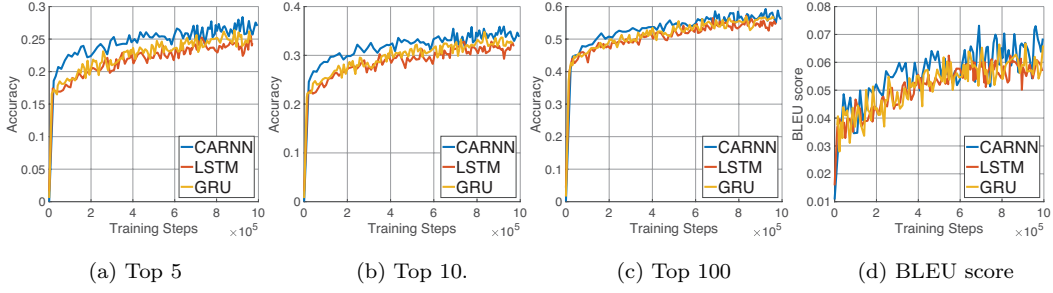 0.3
0.25
0.2
0.15
0.1
0.05
0
Accuracy
CARNN
LSTM
GRU
0 2 4 6 8 10
Training Steps ×10^5
(a) Top 5
0.4
0.3
0.2
0.1
0
Accuracy
CARNN
LSTM
GRU
0 2 4 6 8 10
Training Steps ×10^5
(b) Top 10.
0.6
0.5
0.4
0.3
0.2
0.1
0
Accuracy
CARNN
LSTM
GRU
0 2 4 6 8 10
Training Steps ×10^5
(c) Top 100
0.08
0.07
0.06
0.05
0.04
0.03
0.02
0.01
BLEU score
CARNN
LSTM
GRU
0 2 4 6 8 10
Training Steps ×10^5
(d) BLEU score